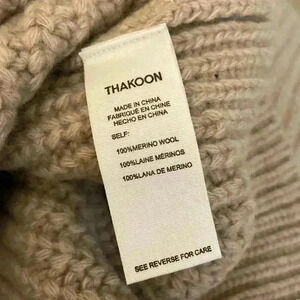 THAKOON
MADE IN CHINA
FABRIQUÉ EN CHINE
HECHO EN CHINA
SELF:
100%MERINO WOOL
100%LAINE MÉRINOS
100%LANA DE MERINO
SEE REVERSE FOR CARE